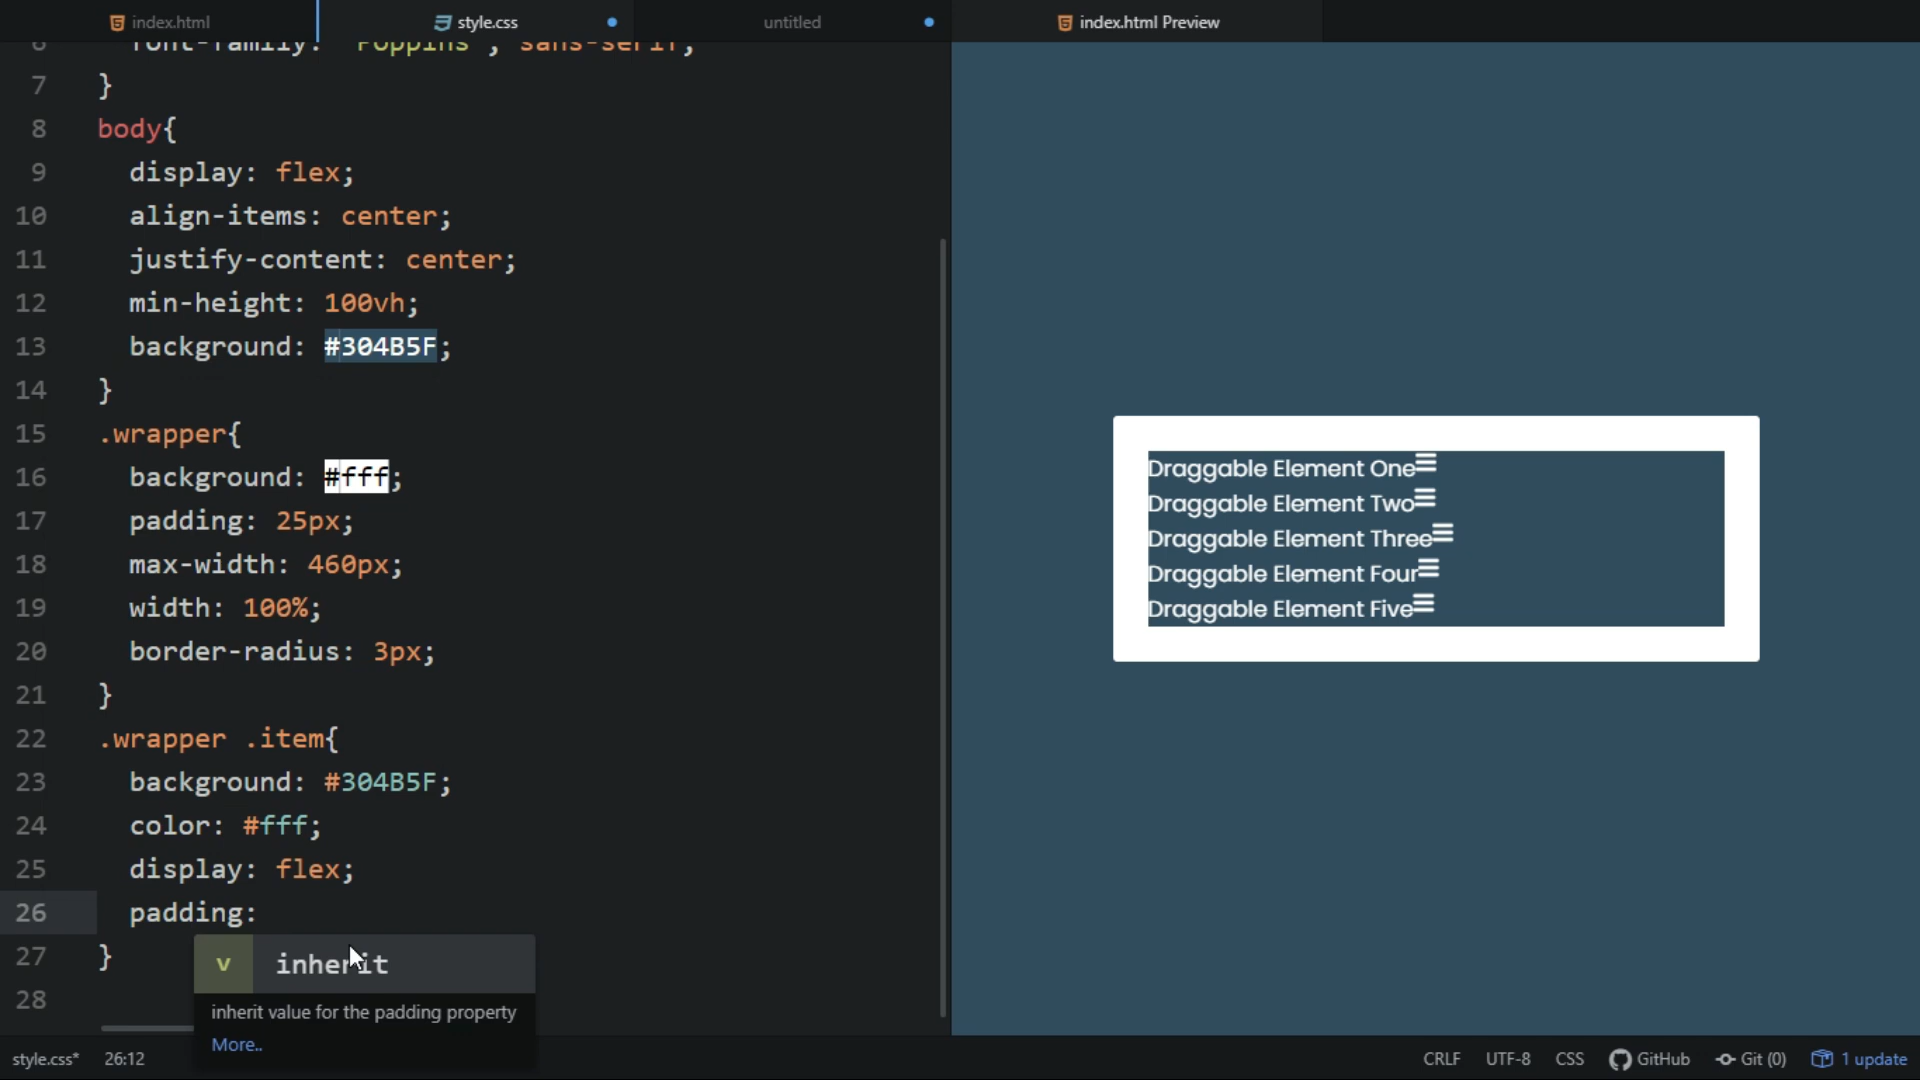 index.html
style.css
untitled
index.html Preview
6 font-family: 'Poppins', sans-serif;
7 }
8 body{
9 display: flex;
10 align-items: center;
11 justify-content: center;
12 min-height: 100vh;
13 background: #304B5F;
14 }
15 .wrapper{
16 background: #fff;
17 padding: 25px;
18 max-width: 460px;
19 width: 100%;
20 border-radius: 3px;
21 }
22 .wrapper .item{
23 background: #304B5F;
24 color: #fff;
25 display: flex;
26 padding:
27 }
28
v inherit
inherit value for the padding property
More..
Draggable Element One
Draggable Element Two
Draggable Element Three
Draggable Element Four
Draggable Element Five
style.css* 26:12
CRLF UTF-8 CSS GitHub Git (0) 1 update